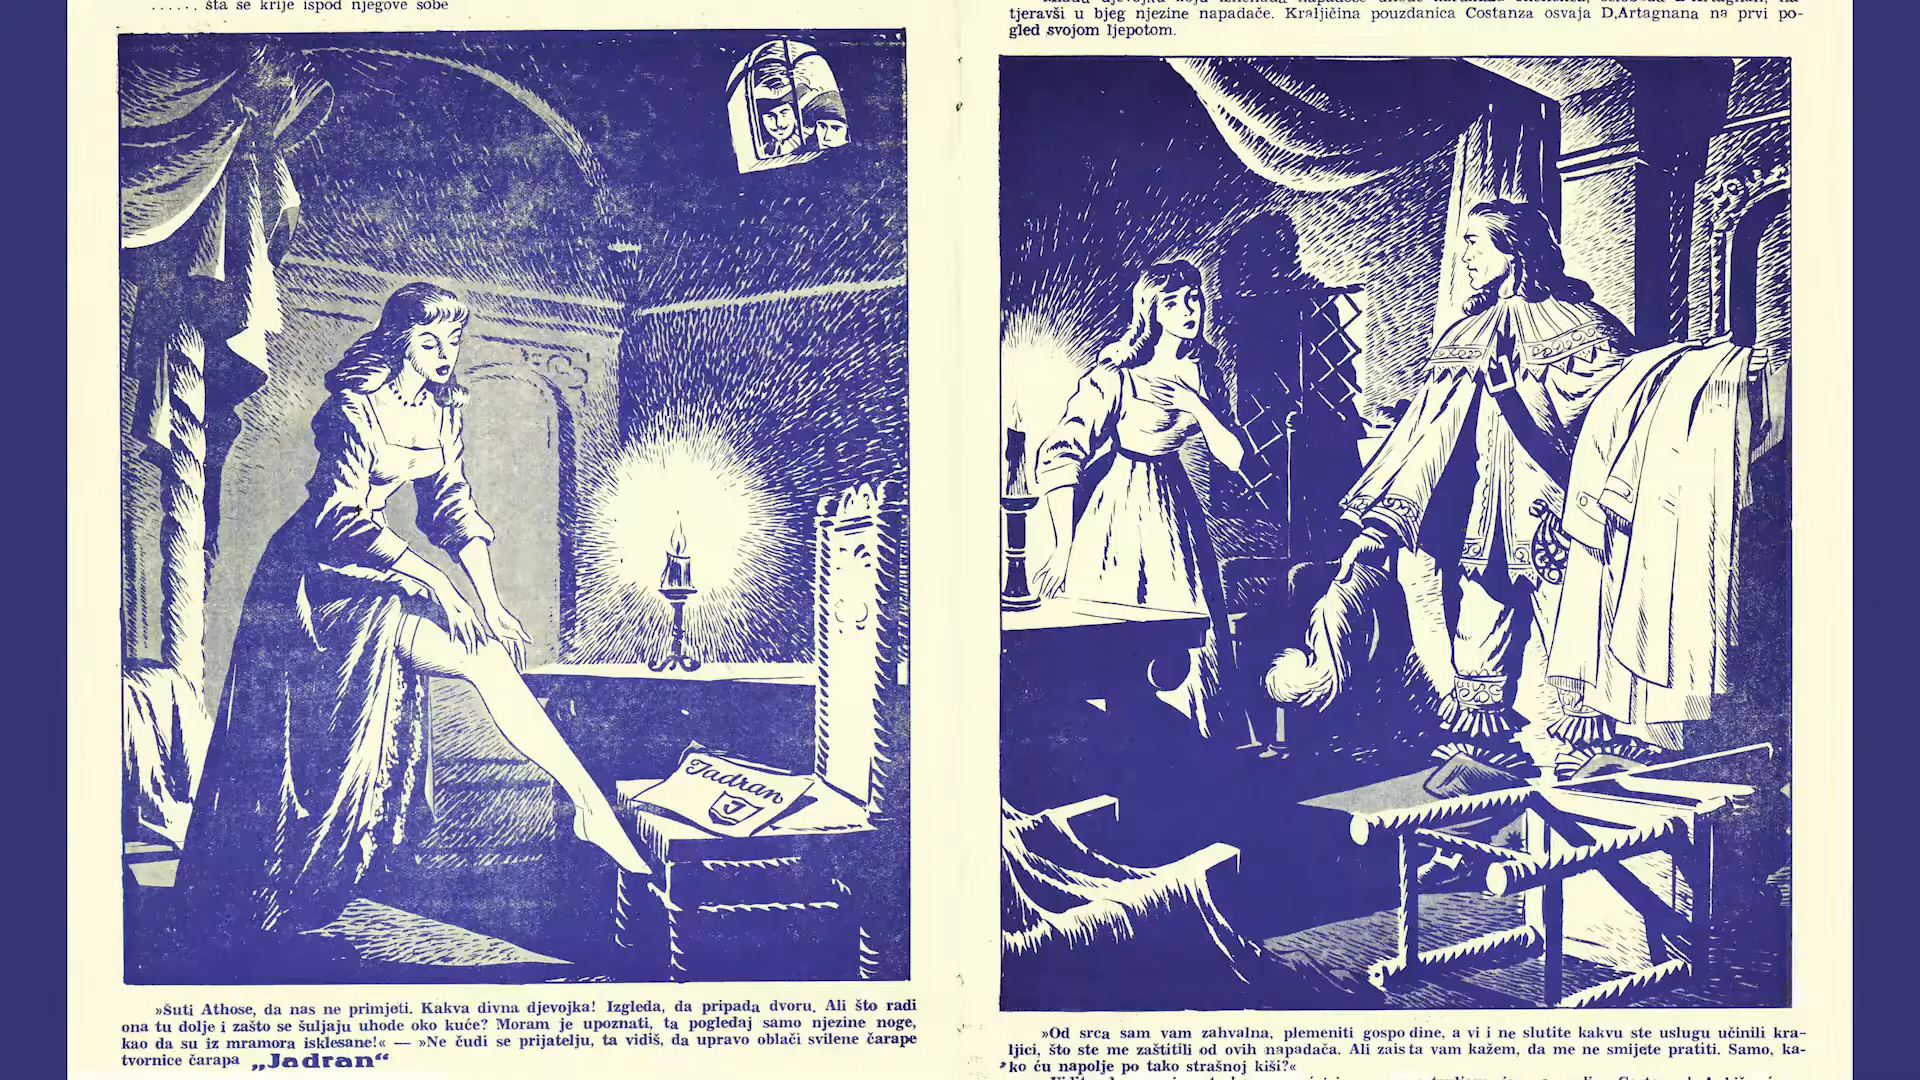 ...... šta se krije ispod njegove sobe
Jadran
J
»Šuti Athose, da nas ne primjeti. Kakva divna djevojka! Izgleda, da pripada dvoru. Ali što radi
ona tu dolje i zašto se šuljaju uhode oko kuće? Moram je upoznati, ta pogledaj samo njezine noge,
kao da su iz mramora isklesane!« — »Ne čudi se prijatelju, ta vidiš, da upravo oblači svilene čarape
tvornice čarapa „Jadran“
tjeravši u bjeg njezine napadače. Kraljičina pouzdanica Costanza osvaja D,Artagnana na prvi po-
gled svojom ljepotom.
»Od srca sam vam zahvalna, plemeniti gospodine, a vi i ne slutite kakvu ste uslugu učinili kra-
ljici, što ste me zaštitili od ovih napadača. Ali zaista vam kažem, da me ne smijete pratiti. Samo, ka-
ko ću napolje po tako strašnoj kiši?«